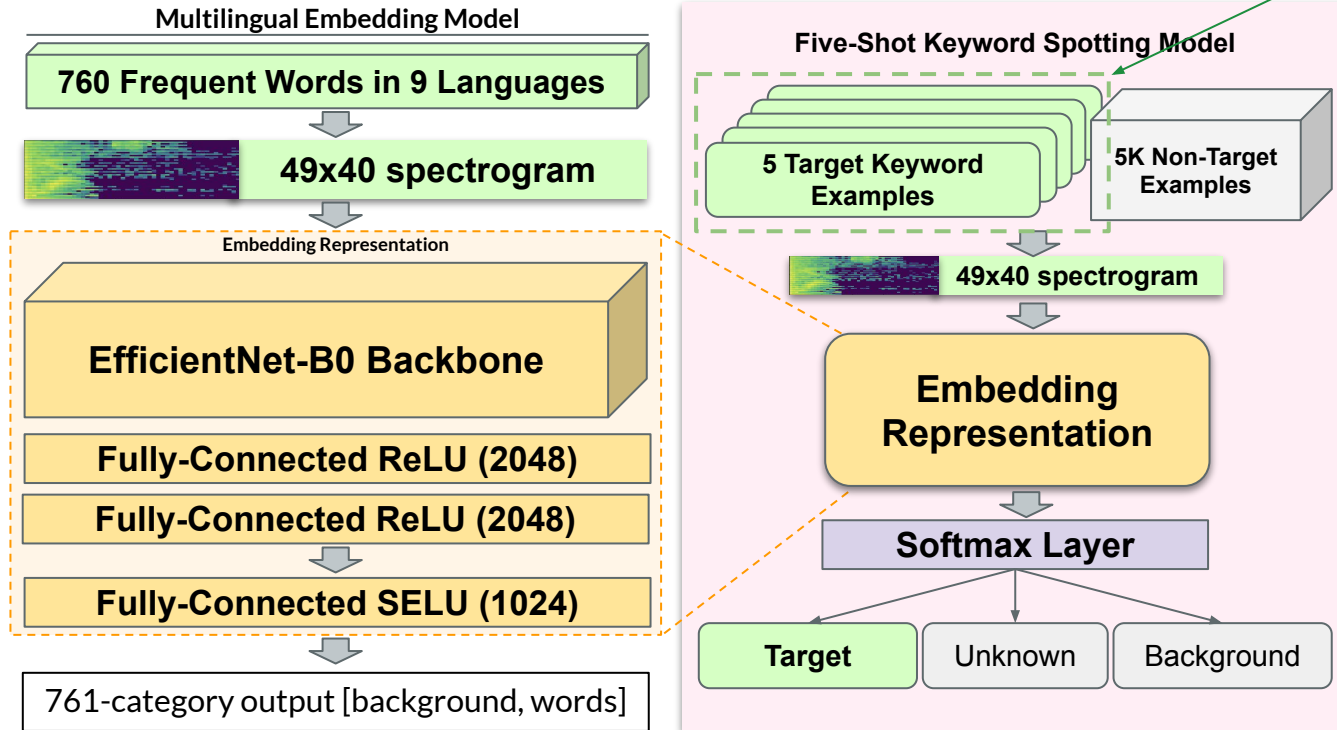 Multilingual Embedding Model
760 Frequent Words in 9 Languages
49x40 spectrogram
Embedding Representation
EfficientNet-B0 Backbone
Fully-Connected ReLU (2048)
Fully-Connected ReLU (2048)
Fully-Connected SELU (1024)
761-category output [background, words]
Five-Shot Keyword Spotting Model
5 Target Keyword
Examples
5K Non-Target
Examples
49x40 spectrogram
Embedding
Representation
Softmax Layer
Target
Unknown
Background